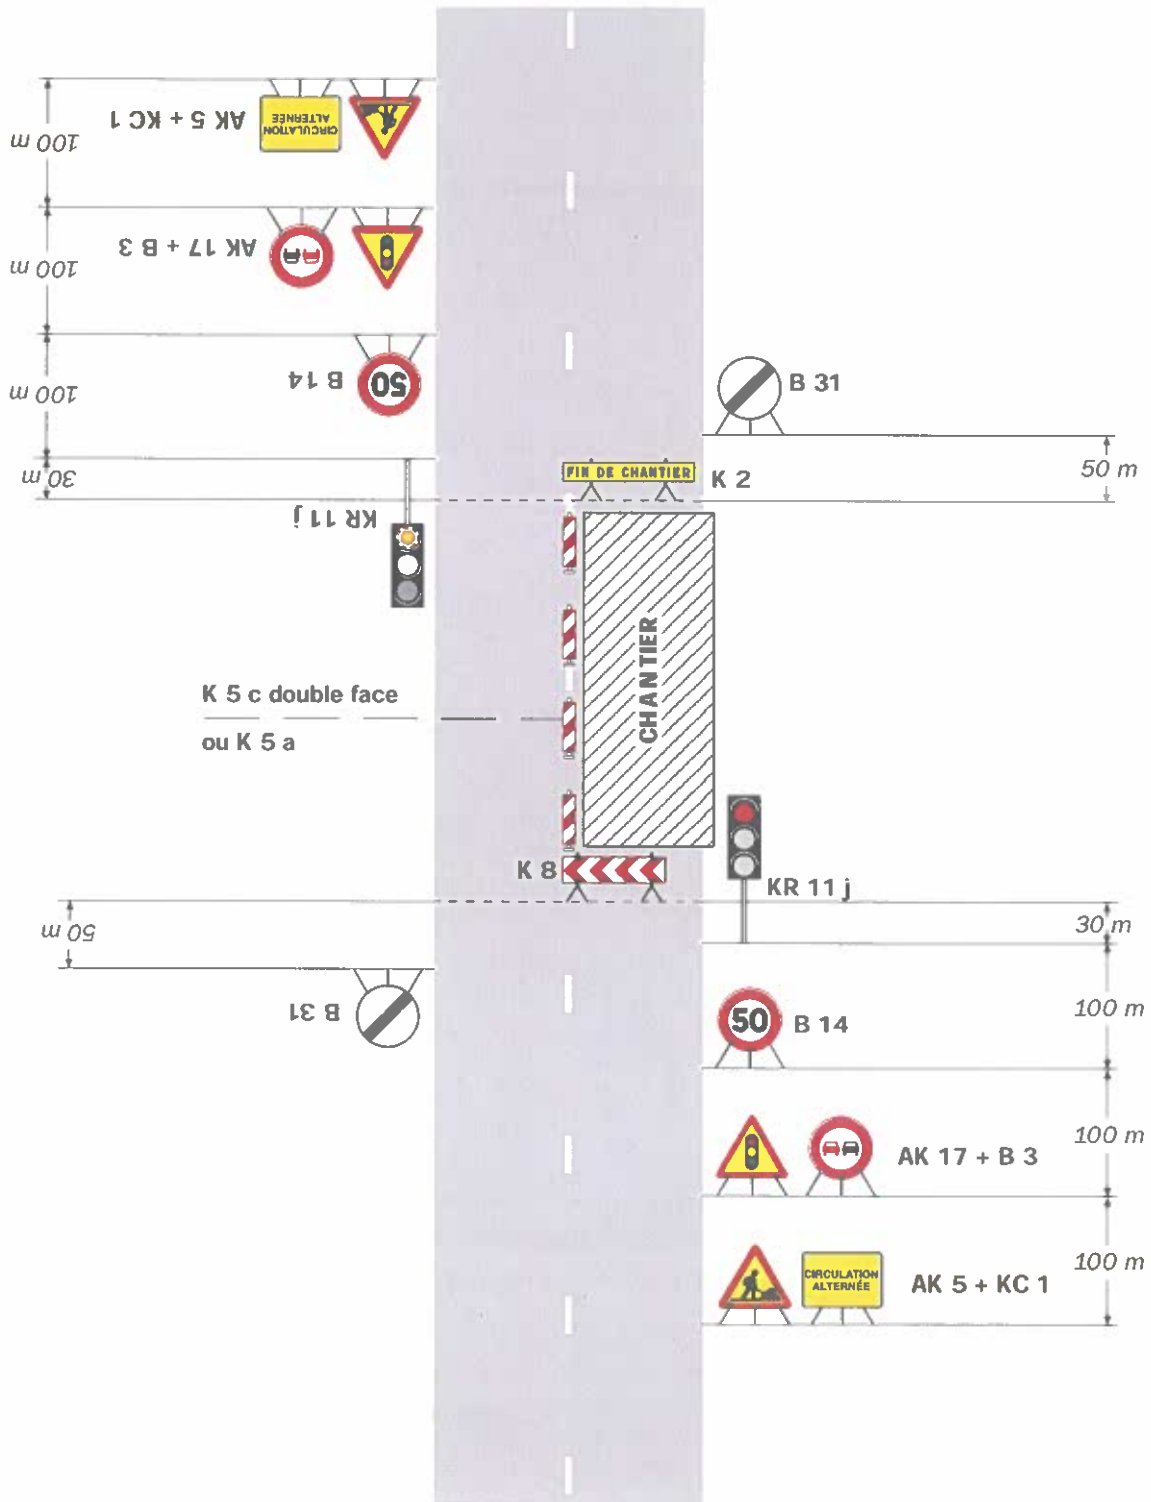 100 m
AK 5 + KC 1
CIRCULATION
ALTERNÉE
100 m
AK 17 + B 3
100 m
B 14
50
B 31
30 m
50 m
FIN DE CHANTIER
K 2
KR 11 j
CHANTIER
K 5 c double face
ou K 5 a
K 8
KR 11 j
50 m
30 m
B 31
50
B 14
100 m
AK 17 + B 3
100 m
CIRCULATION
ALTERNÉE
AK 5 + KC 1
100 m